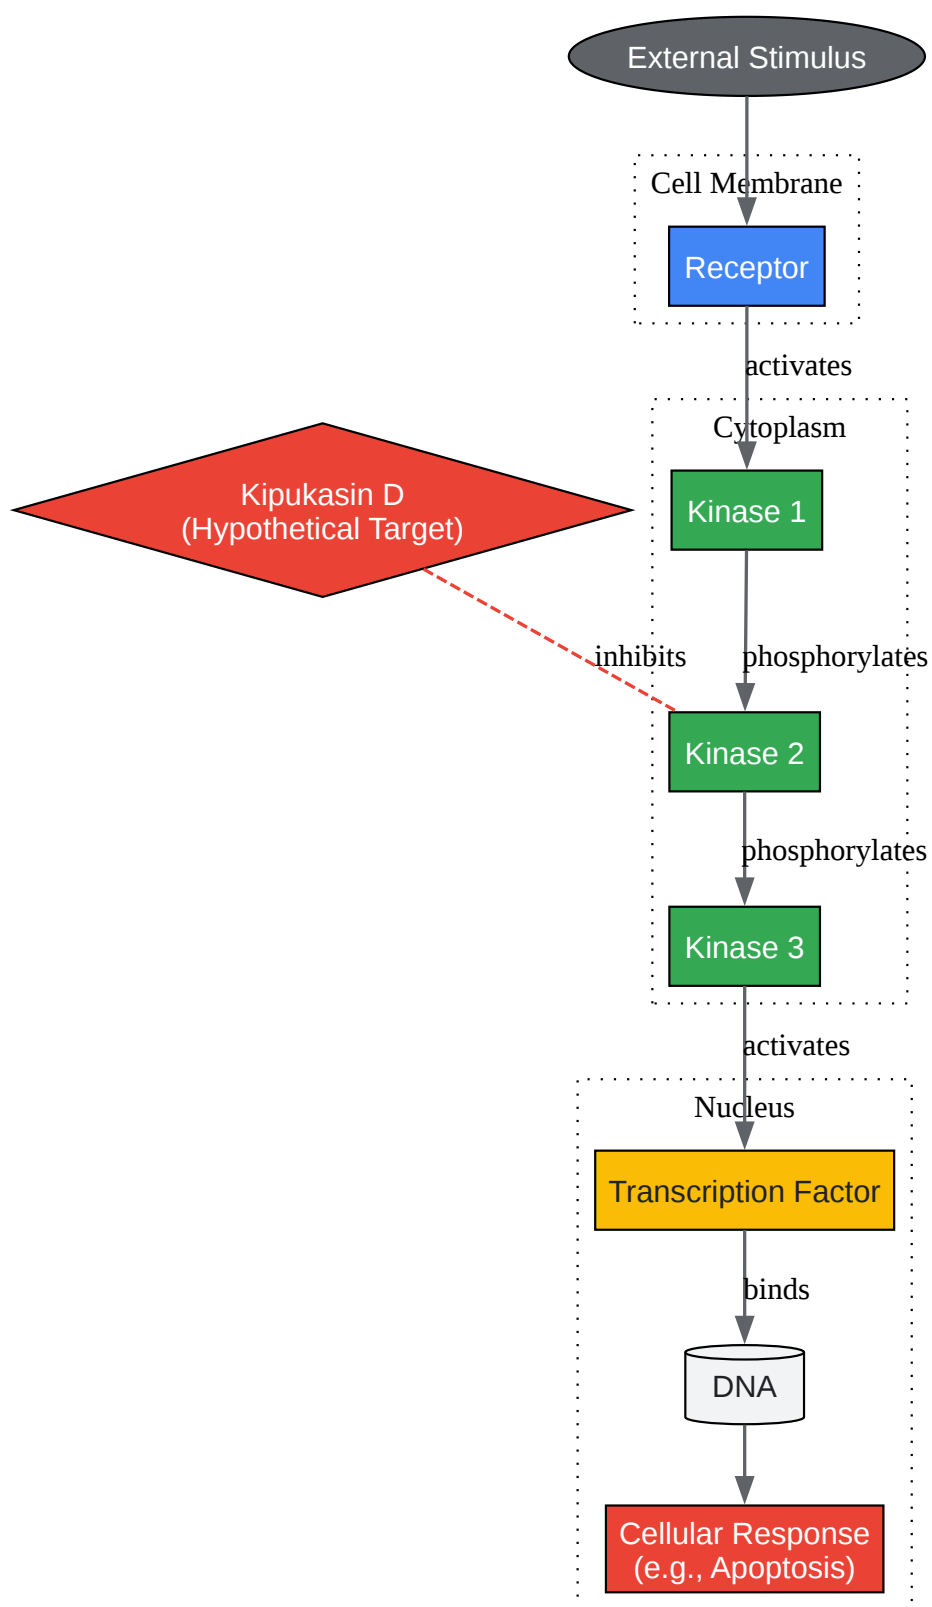 External Stimulus
Cell Membrane
Receptor
activates
Cytoplasm
Kipukasin D
(Hypothetical Target)
Kinase 1
inhibits
phosphorylates
Kinase 2
phosphorylates
Kinase 3
activates
Nucleus
Transcription Factor
binds
DNA
Cellular Response
(e.g., Apoptosis)